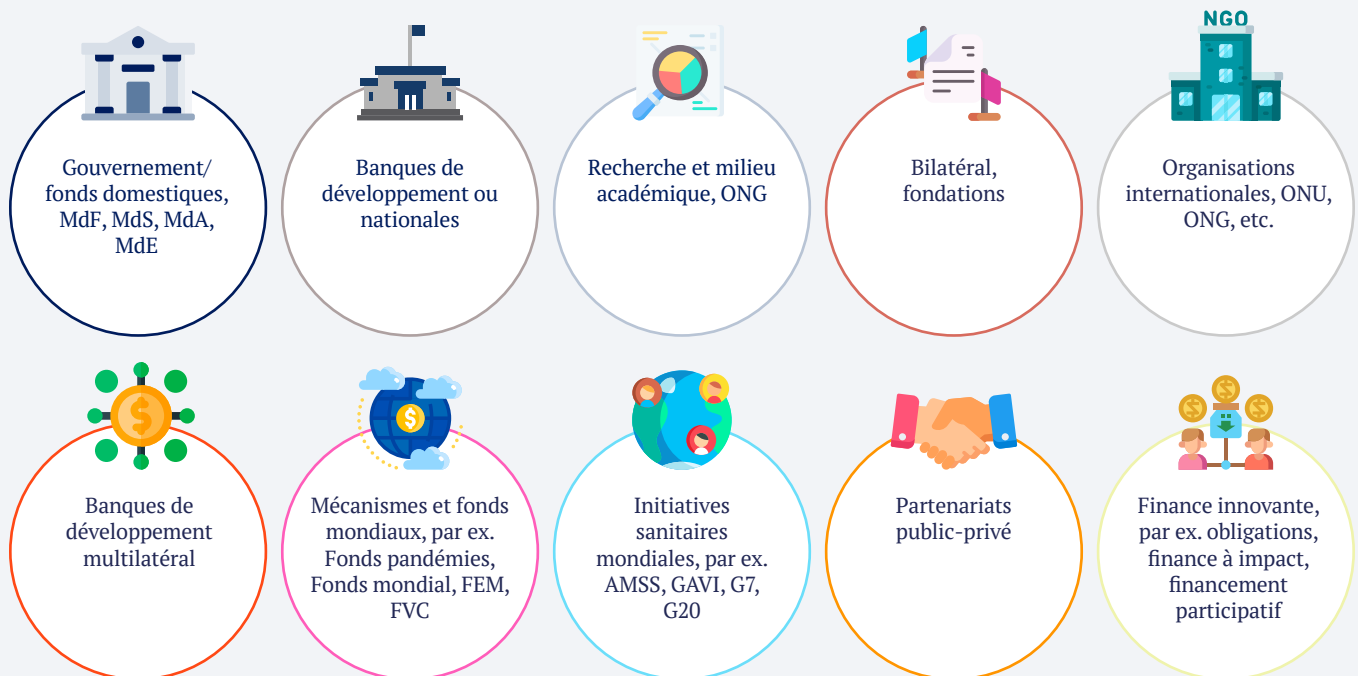 NGO
Gouvernement/
fonds domestiques,
MdF, MdS, MdA,
MdE
Banques de
développement ou
nationales
Recherche et milieu
académique, ONG
Bilatéral,
fondations
Organisations
internationales, ONU,
ONG, etc.
Banques de
développement
multilatéral
Mécanismes et fonds
mondiaux, par ex.
Fonds pandémies,
Fonds mondial, FEM,
FVC
Initiatives
sanitaires
mondiales, par ex.
AMSS, GAVI, G7,
G20
Partenariats
public-privé
Finance innovante,
par ex. obligations,
finance à impact,
financement
participatif